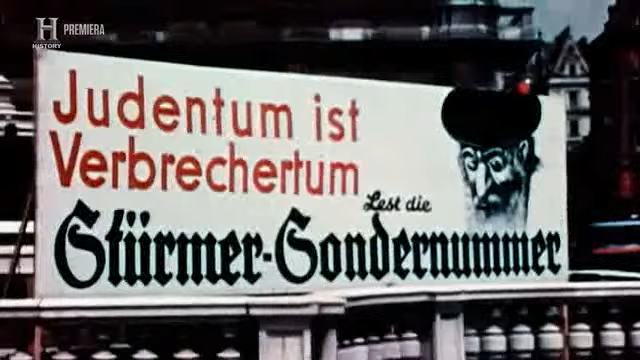 H PREMIERA
HISTORY
Judentum ist
Verbrechertum
Lest die
Stürmer-Sondernummer